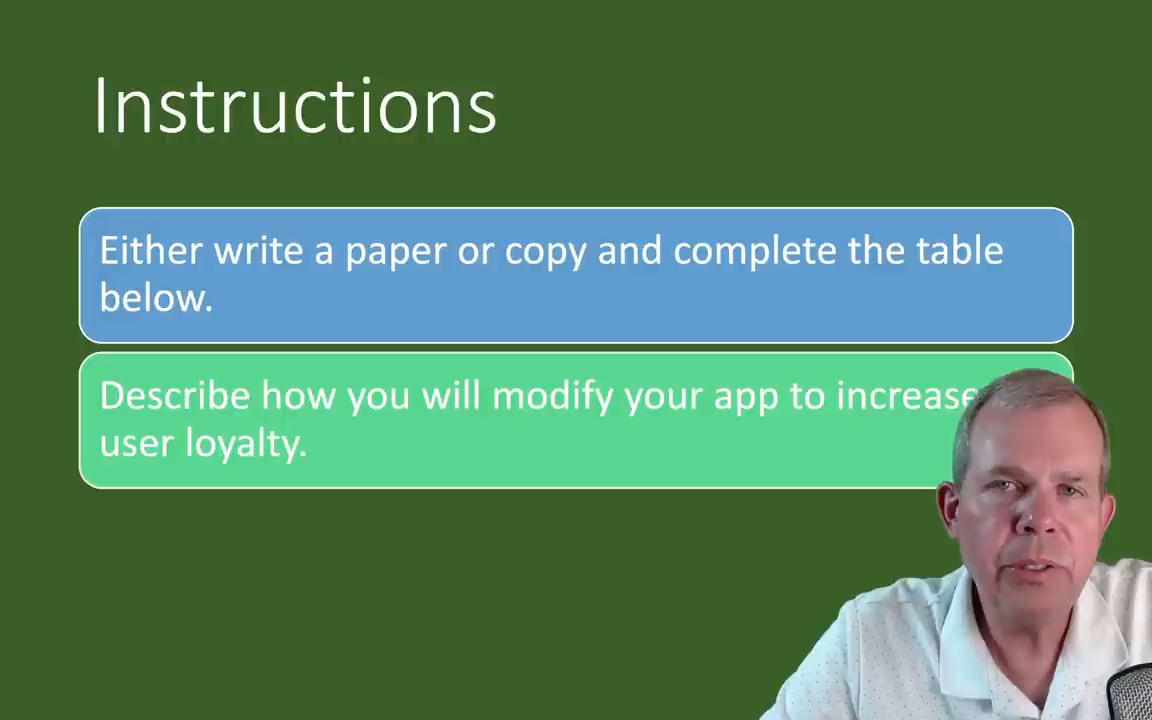 Instructions
Either write a paper or copy and complete the table
below.
Describe how you will modify your app to increase
user loyalty.